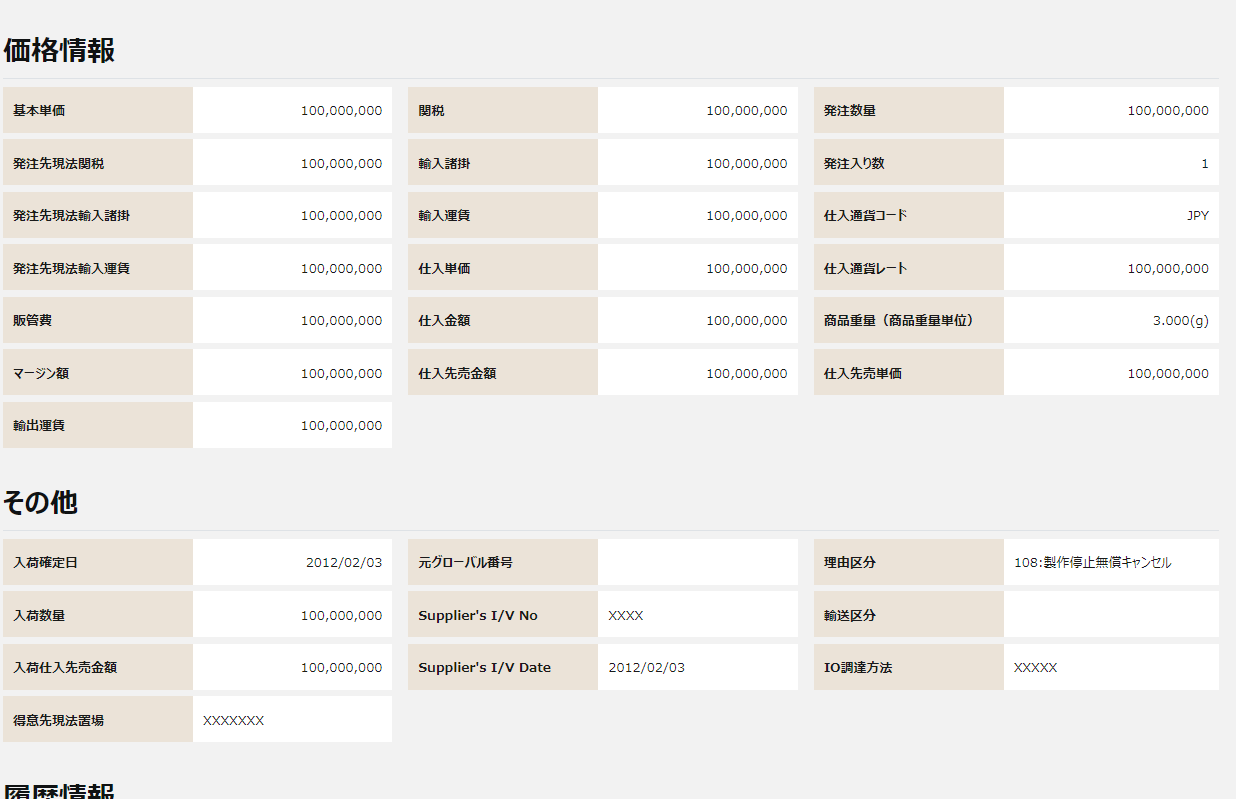 価格情報
基本単価 100,000,000 関税 100,000,000 発注数量 100,000,000
発注先現法関税 100,000,000 輸入諸掛 100,000,000 発注入り数 1
発注先現法輸入諸掛 100,000,000 輸入運賃 100,000,000 仕入通貨コード JPY
発注先現法輸入運賃 100,000,000 仕入単価 100,000,000 仕入通貨レート 100,000,000
販管費 100,000,000 仕入金額 100,000,000 商品重量（商品重量単位） 3.000(g)
マージン額 100,000,000 仕入先売金額 100,000,000 仕入先売単価 100,000,000
輸出運賃 100,000,000
その他
入荷確定日 2012/02/03 元グローバル番号 理由区分 108:製作停止無償キャンセル
入荷数量 100,000,000 Supplier's I/V No XXXX 輸送区分
入荷仕入先売金額 100,000,000 Supplier's I/V Date 2012/02/03 IO調達方法 XXXXX
得意先現法置場 XXXXXXX
履歴情報